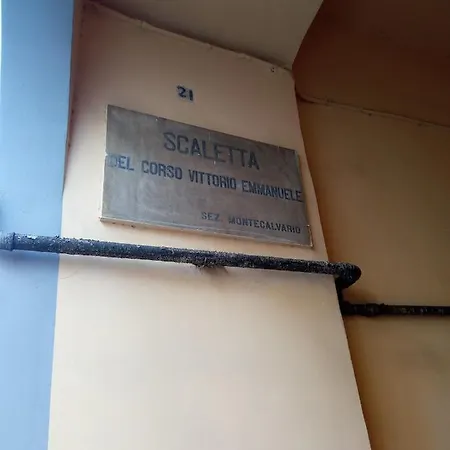 21
SCALETTA
DEL CORSO VITTORIO EMMANUELE
SEZ. MONTECALVARIO